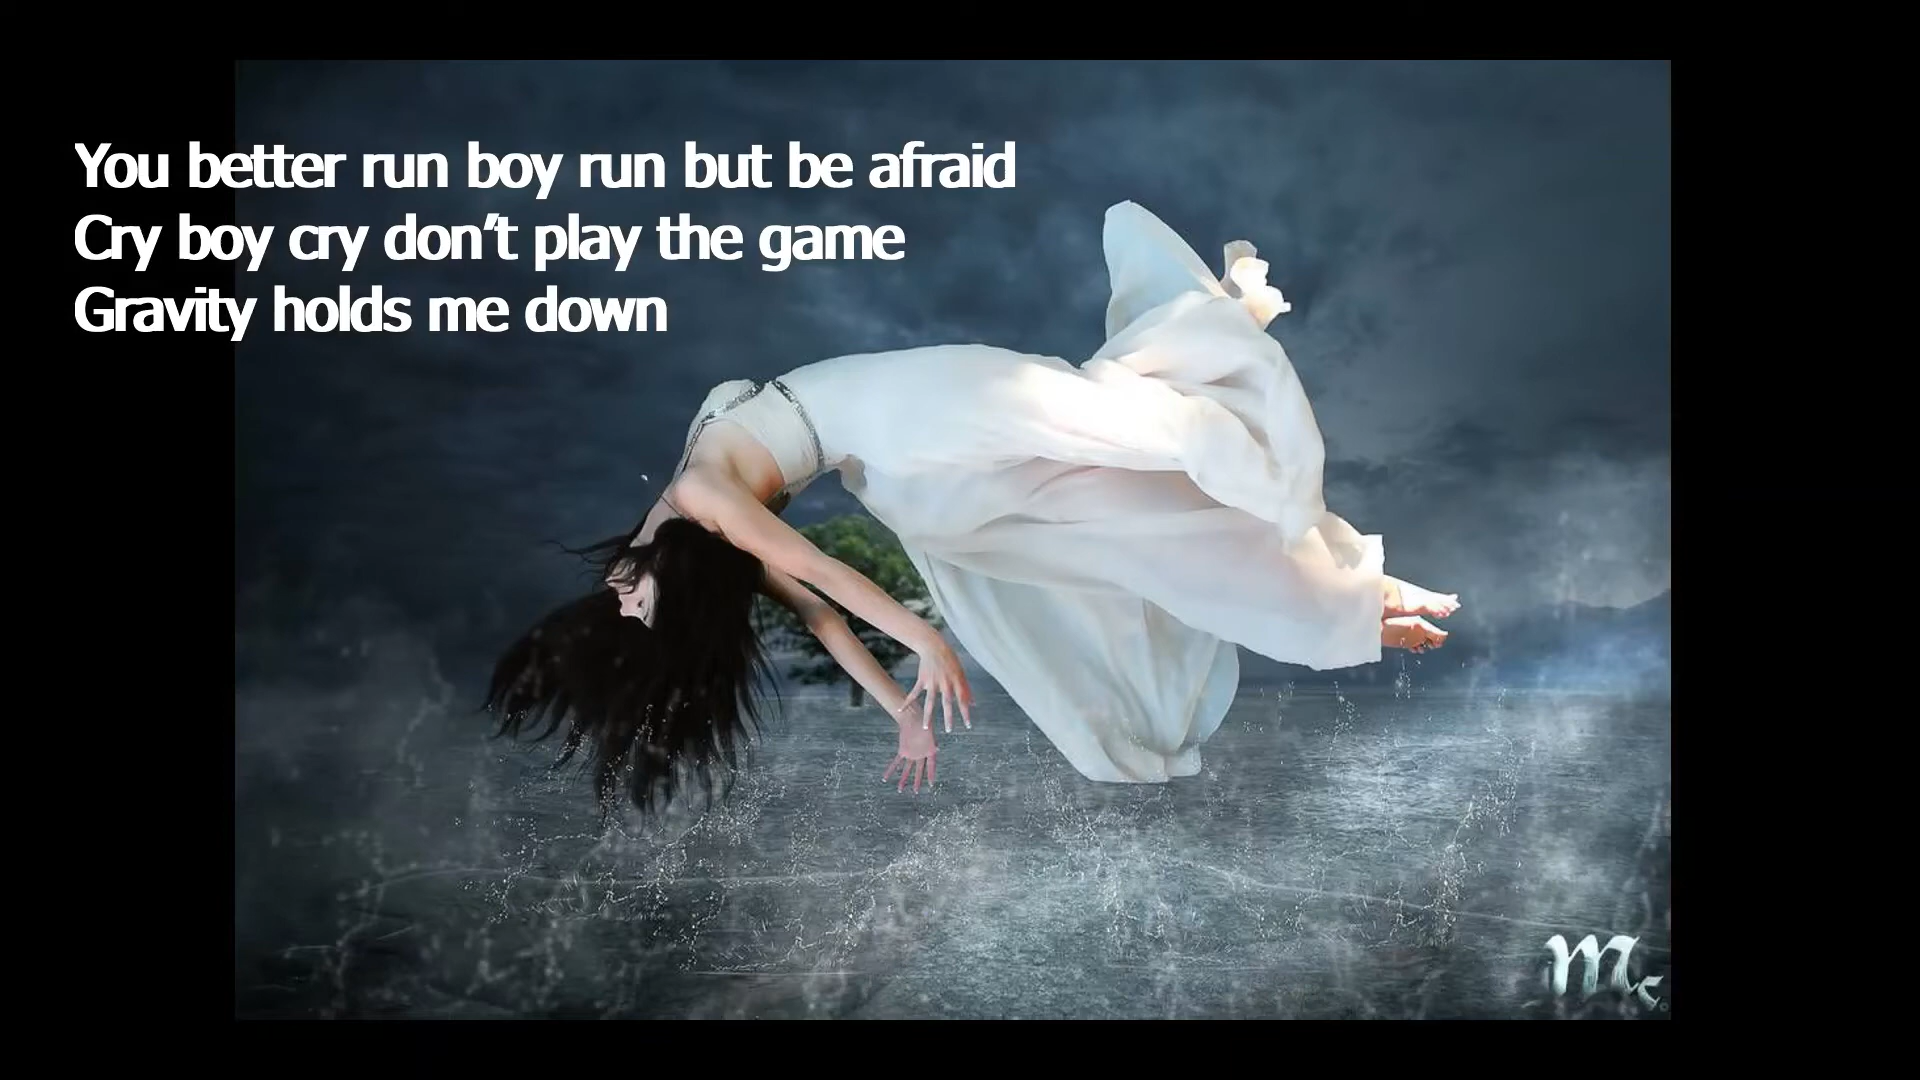 You better run boy run but be afraid
Cry boy cry don't play the game
Gravity holds me down
Mc